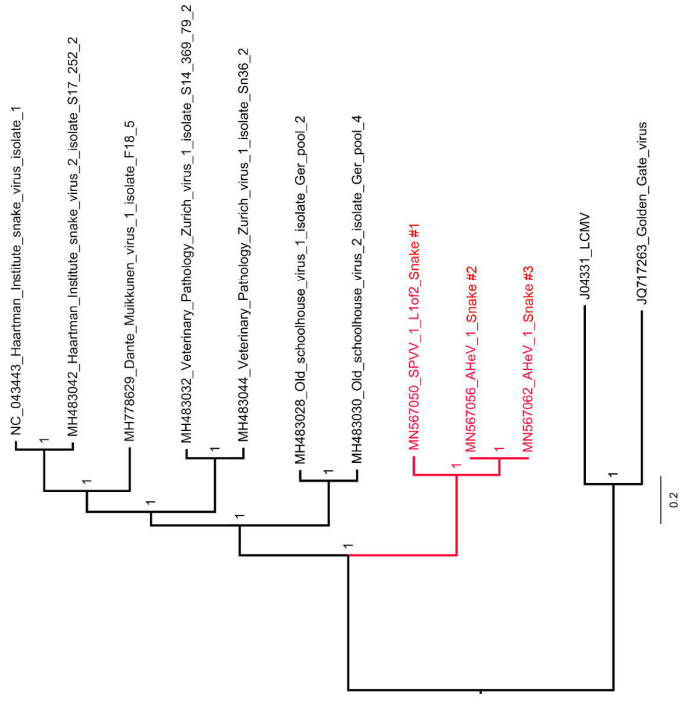 NC_043443_Haartman_Institute_snake_virus_isolate_1
MH483042_Haartman_Institute_snake_virus_2_isolate_S17_252_2
MH778629_Dante_Muikkunen_virus_1_isolate_F18_5
MH483032_Veterinary_Pathology_Zurich_virus_1_isolate_S14_369_79_2
MH483044_Veterinary_Pathology_Zurich_virus_1_isolate_Sn36_2
MH483028_Old_schoolhouse_virus_1_isolate_Ger_pool_2
MH483030_Old_schoolhouse_virus_2_isolate_Ger_pool_4
MN567050_SPVV_1_L1of2_Snake #1
MN567056_AHeV_1_Snake #2
MN567062_AHeV_1_Snake #3
J04331_LCMV
JQ717263_Golden_Gate_virus
1
1
1
1
1
1
1
1
1
1
0.2